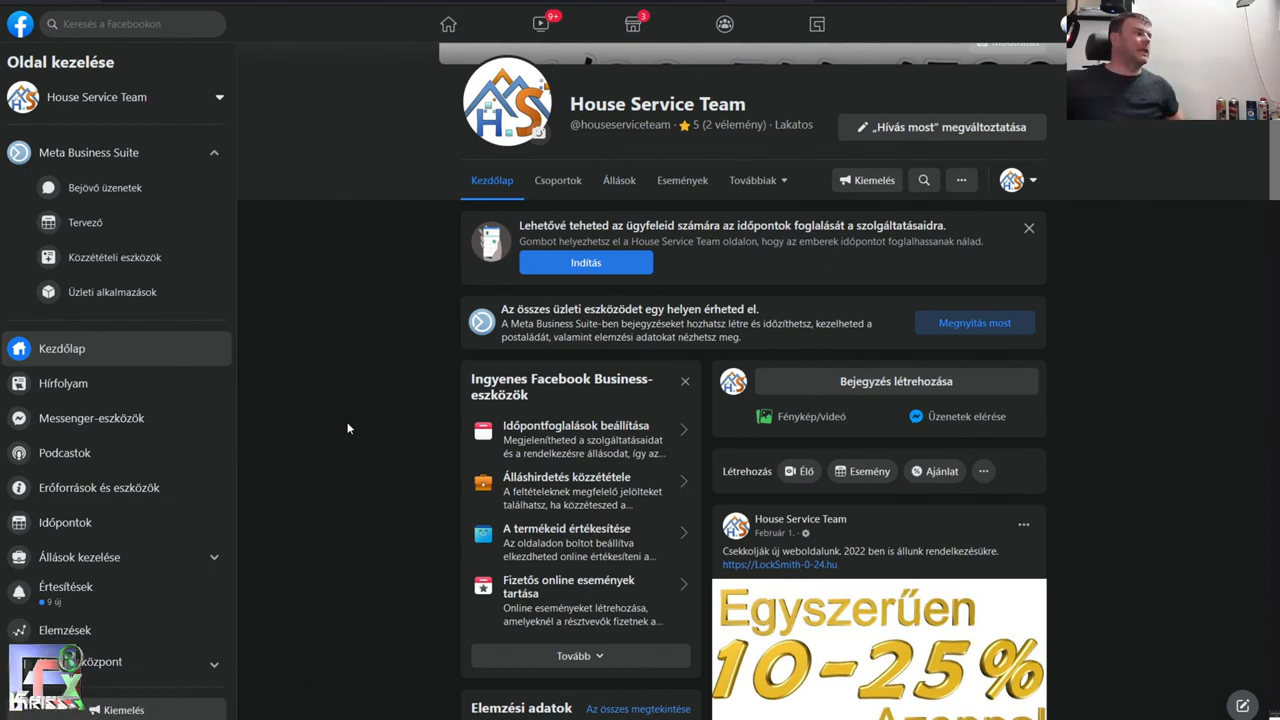 Keresés a Facebookon
9+
3
Oldal kezelése
House Service Team
Meta Business Suite
Bejövő üzenetek
Tervező
Közzétételi eszközök
Üzleti alkalmazások
Kezdőlap
Hírfolyam
Messenger-eszközök
Podcastok
Erőforrások és eszközök
Időpontok
Állások kezelése
Értesítések
9 új
Elemzések
központ
Kiemelés
H.S
House Service Team
@houseserviceteam · 5 (2 vélemény) · Lakatos
„Hívás most" megváltoztatása
Kezdőlap
Csoportok
Állások
Események
Továbbiak
Kiemelés
Lehetővé teheted az ügyfeleid számára az időpontok foglalását a szolgáltatásaidra.
Gombot helyezhetsz el a House Service Team oldalon, hogy az emberek időpontot foglalhassanak nálad.
Indítás
Az összes üzleti eszközödet egy helyen érheted el.
A Meta Business Suite-ben bejegyzéseket hozhatsz létre és időzíthetsz, kezelheted a
postaládát, valamint elemzési adatokat nézhetsz meg.
Megnyitás most
Ingyenes Facebook Business-
eszközök
Időpontfoglalások beállítása
Megjelenítheted a szolgáltatásaidat
és a rendelkezésre állásodat, így az...
Álláshirdetés közzététele
A feltételeknek megfelelő jelölteket
találhatsz, ha közzéteszed a...
A termékeid értékesítése
Az oldaladon boltot beállítva
elkezdheted online értékesíteni a...
Fizetős online események
tartása
Online eseményeket létrehozása,
amelyeknél a résztvevők fizetnek a...
Tovább
Elemzési adatok
Az összes megtekintése
Bejegyzés létrehozása
Fénykép/videó
Üzenetek elérése
Létrehozás
Élő
Esemény
Ajánlat
House Service Team
Február 1. ·
Csekkolják új weboldalunk. 2022 ben is állunk rendelkezésükre.
https://LockSmith-0-24.hu
Egyszerűen
10-25%
Azonnal